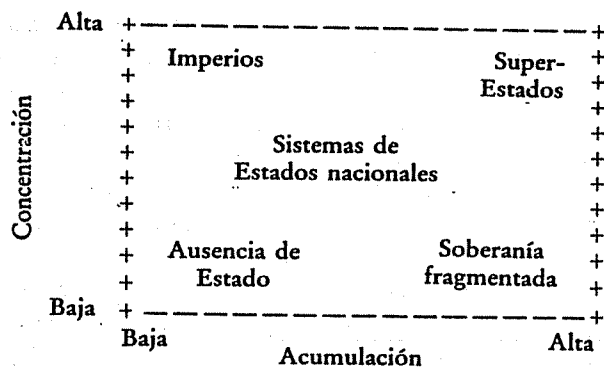 Alta
Imperios
Super-
Estados
Concentración
Sistemas de
Estados nacionales
Ausencia de
Estado
Soberanía
fragmentada
Baja
Baja
Alta
Acumulación